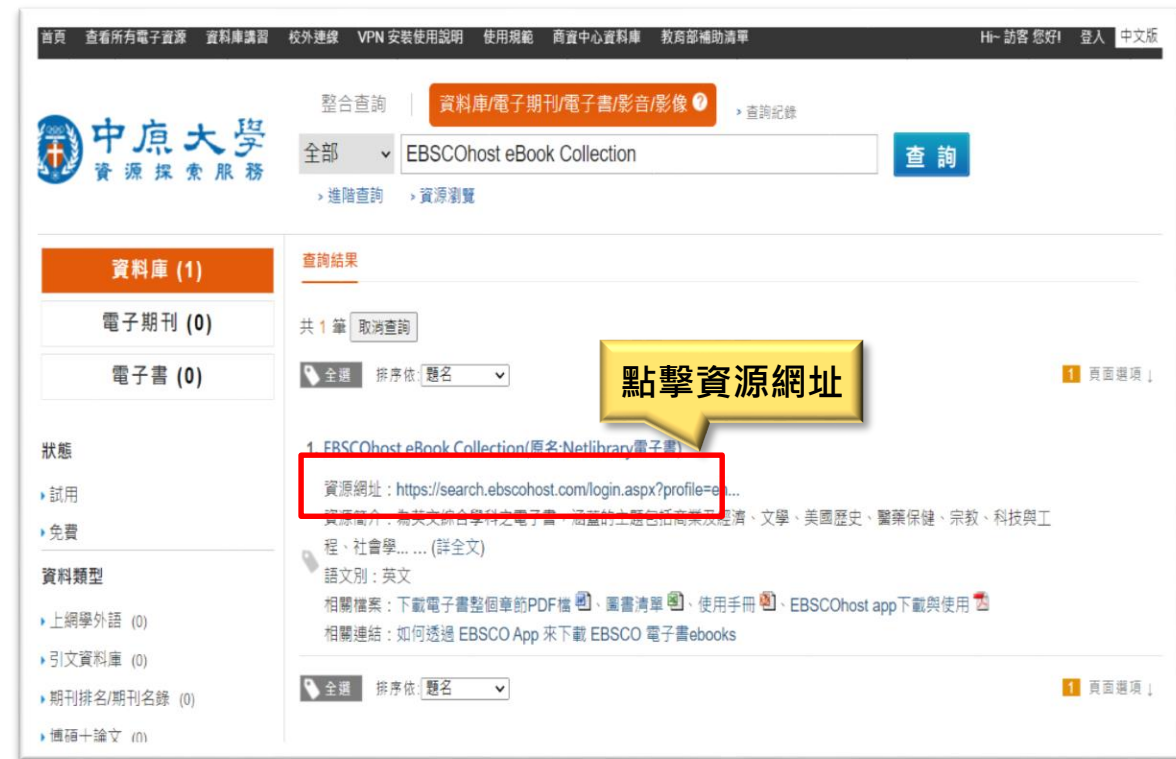 首頁 查看所有電子資源 資料庫講習 校外連線 VPN 安裝使用說明 使用規範 商資中心資料庫 教育部補助清單 Hi~ 訪客 您好! 登入 中文版
整合查詢 資料庫/電子期刊/電子書/影音/影像 ? › 查詢紀錄
中原大學
資源探索服務
全部 EBSCOhost eBook Collection 查詢
› 進階查詢 › 資源瀏覽
資料庫 (1)
電子期刊 (0)
電子書 (0)
查詢結果
共 1 筆 取消查詢
全選 排序依: 題名 1 頁面選項↓
點擊資源網址
1. EBSCOhost eBook Collection(原名:Netlibrary電子書)
資源網址：https://search.ebscohost.com/login.aspx?profile=eh...
資源簡介：為英文綜合學科之電子書，涵蓋的主題包括商業及經濟、文學、美國歷史、醫藥保健、宗教、科技與工
程、社會學... ... (詳全文)
語文別：英文
相關檔案：下載電子書整個章節PDF檔、圖書清單、使用手冊、EBSCOhost app下載與使用
相關連結：如何透過 EBSCO App 來下載 EBSCO 電子書ebooks
全選 排序依: 題名 1 頁面選項↓
狀態
試用
免費
資料類型
上網學外語 (0)
引文資料庫 (0)
期刊排名/期刊名錄 (0)
博碩士論文 (0)